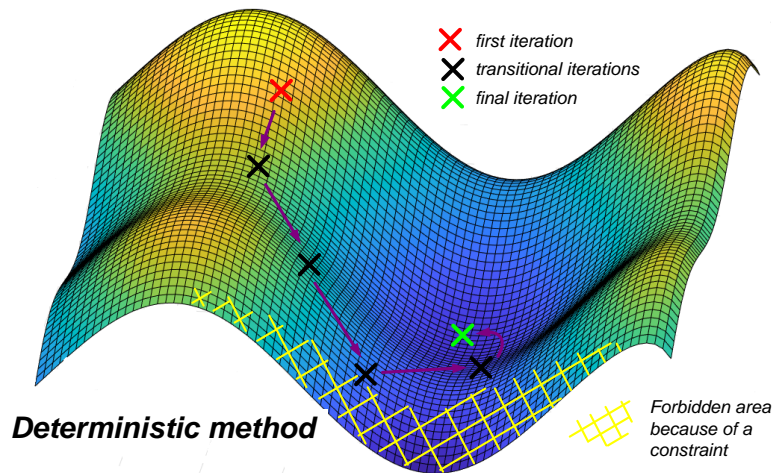 first iteration
transitional iterations
final iteration
Deterministic method
Forbidden area
because of a
constraint